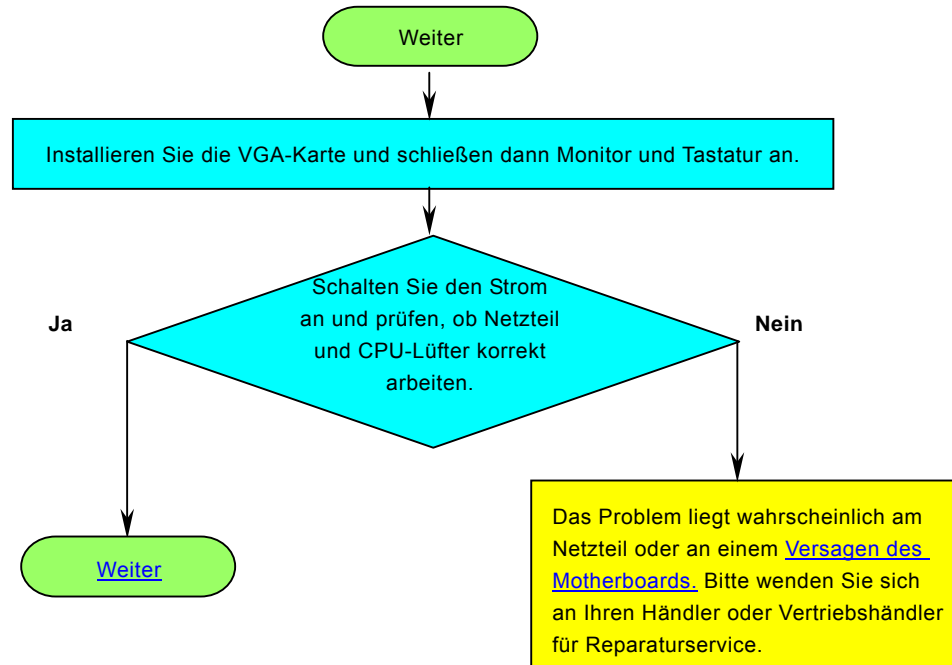 Weiter
Installieren Sie die VGA-Karte und schließen dann Monitor und Tastatur an.
Schalten Sie den Strom
an und prüfen, ob Netzteil
und CPU-Lüfter korrekt
arbeiten.
Ja
Nein
Weiter
Das Problem liegt wahrscheinlich am
Netzteil oder an einem Versagen des
Motherboards. Bitte wenden Sie sich
an Ihren Händler oder Vertriebshändler
für Reparaturservice.